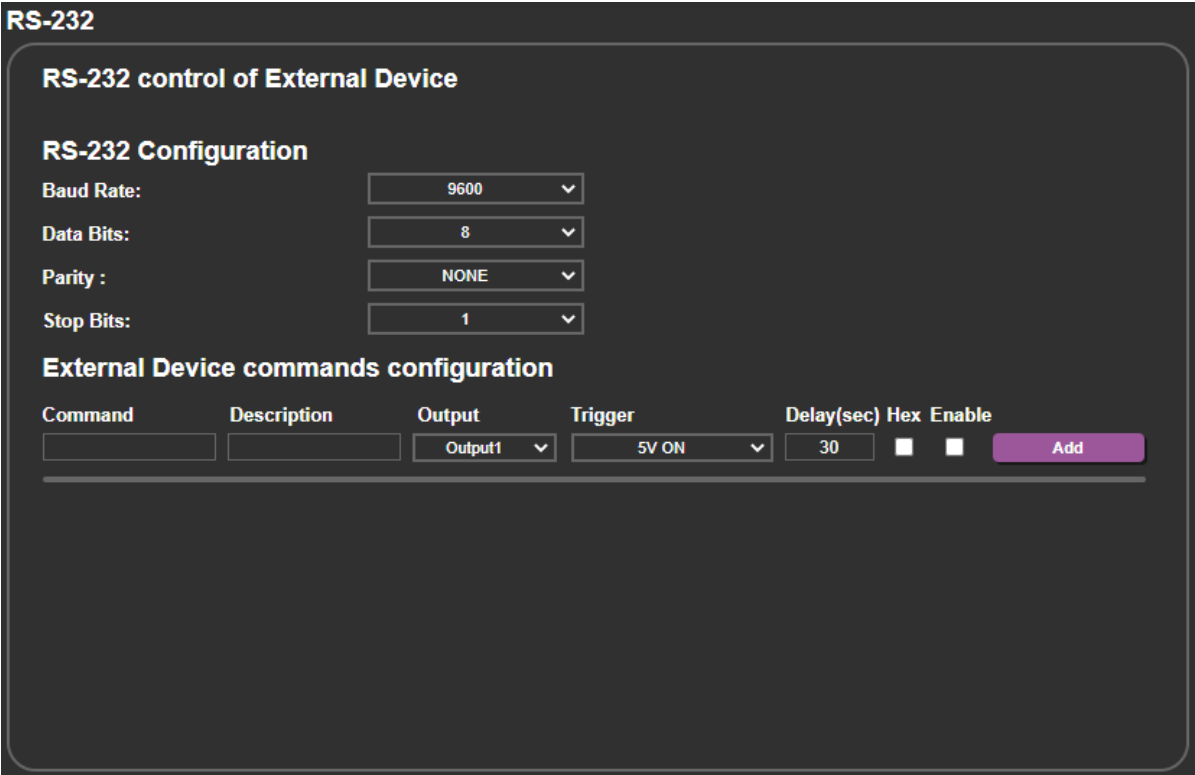 RS-232
RS-232 control of External Device
RS-232 Configuration
Baud Rate: 9600
Data Bits: 8
Parity : NONE
Stop Bits: 1
External Device commands configuration
Command Description Output Trigger Delay(sec) Hex Enable
Output1 5V ON 30 Add